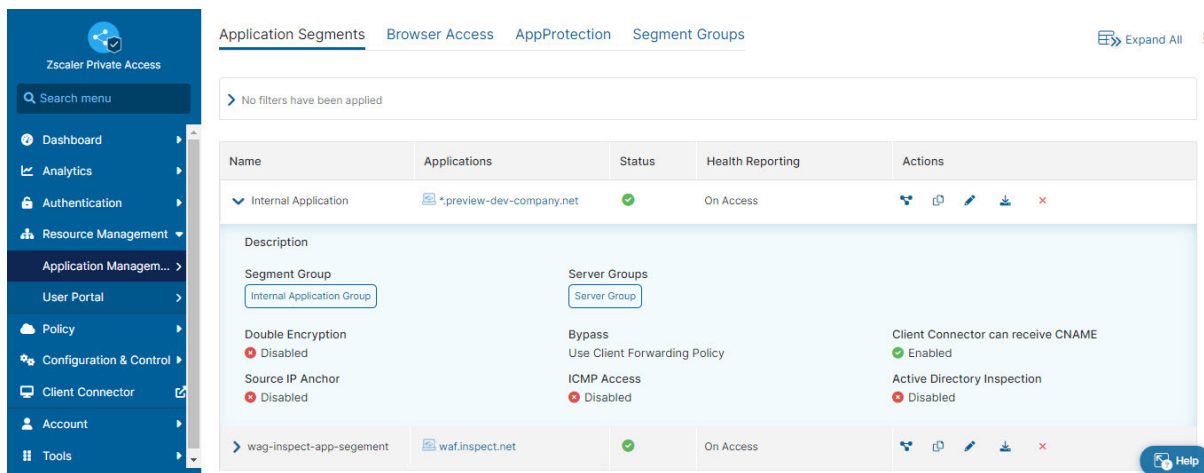 Zscaler Private Access
Search menu
Dashboard
Analytics
Authentication
Resource Management
Application Managem...
User Portal
Policy
Configuration & Control
Client Connector
Account
Tools
Application Segments Browser Access AppProtection Segment Groups
Expand All
No filters have been applied
Name Applications Status Health Reporting Actions
Internal Application *.preview-dev-company.net On Access
Description
Segment Group Server Groups
Internal Application Group Server Group
Double Encryption Bypass Client Connector can receive CNAME
Disabled Use Client Forwarding Policy Enabled
Source IP Anchor ICMP Access Active Directory Inspection
Disabled Disabled Disabled
wag-inspect-app-segement waf.inspect.net On Access
Help